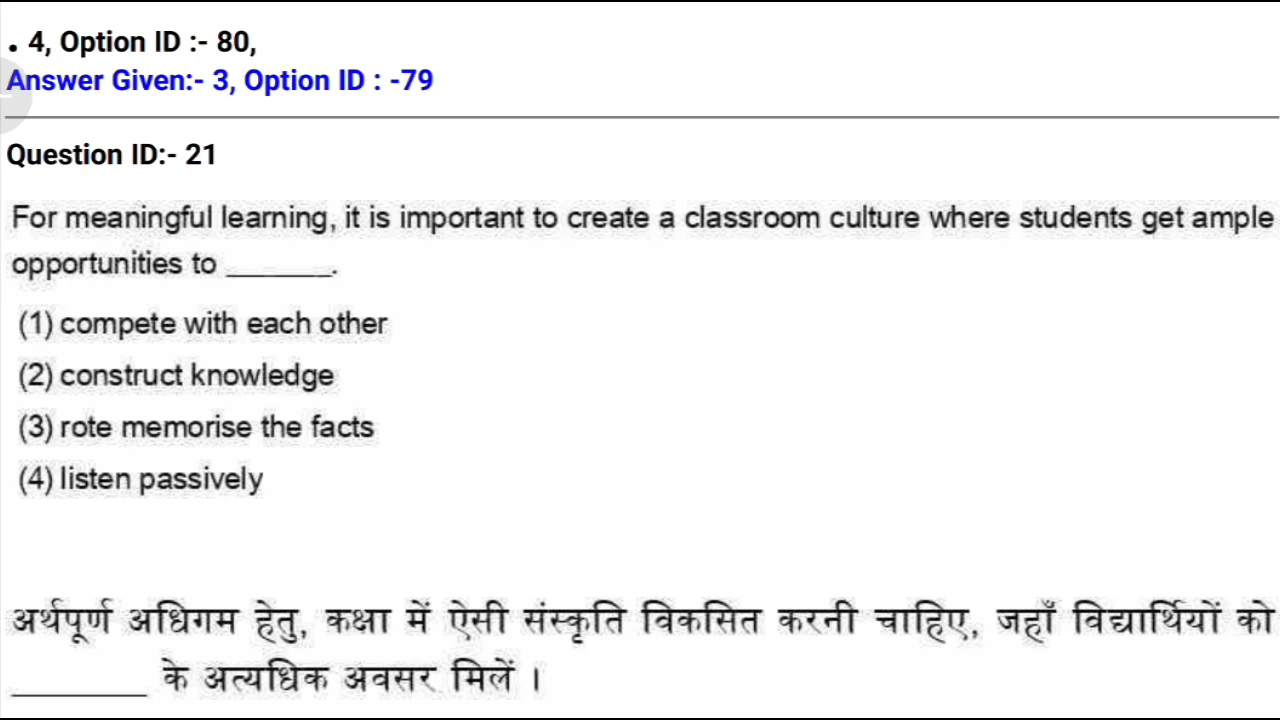 . 4, Option ID :- 80,
Answer Given:- 3, Option ID : -79
Question ID:- 21
For meaningful learning, it is important to create a classroom culture where students get ample
opportunities to _______.
(1) compete with each other
(2) construct knowledge
(3) rote memorise the facts
(4) listen passively
अर्थपूर्ण अधिगम हेतु, कक्षा में ऐसी संस्कृति विकसित करनी चाहिए, जहाँ विद्यार्थियों को
________ के अत्यधिक अवसर मिलें ।